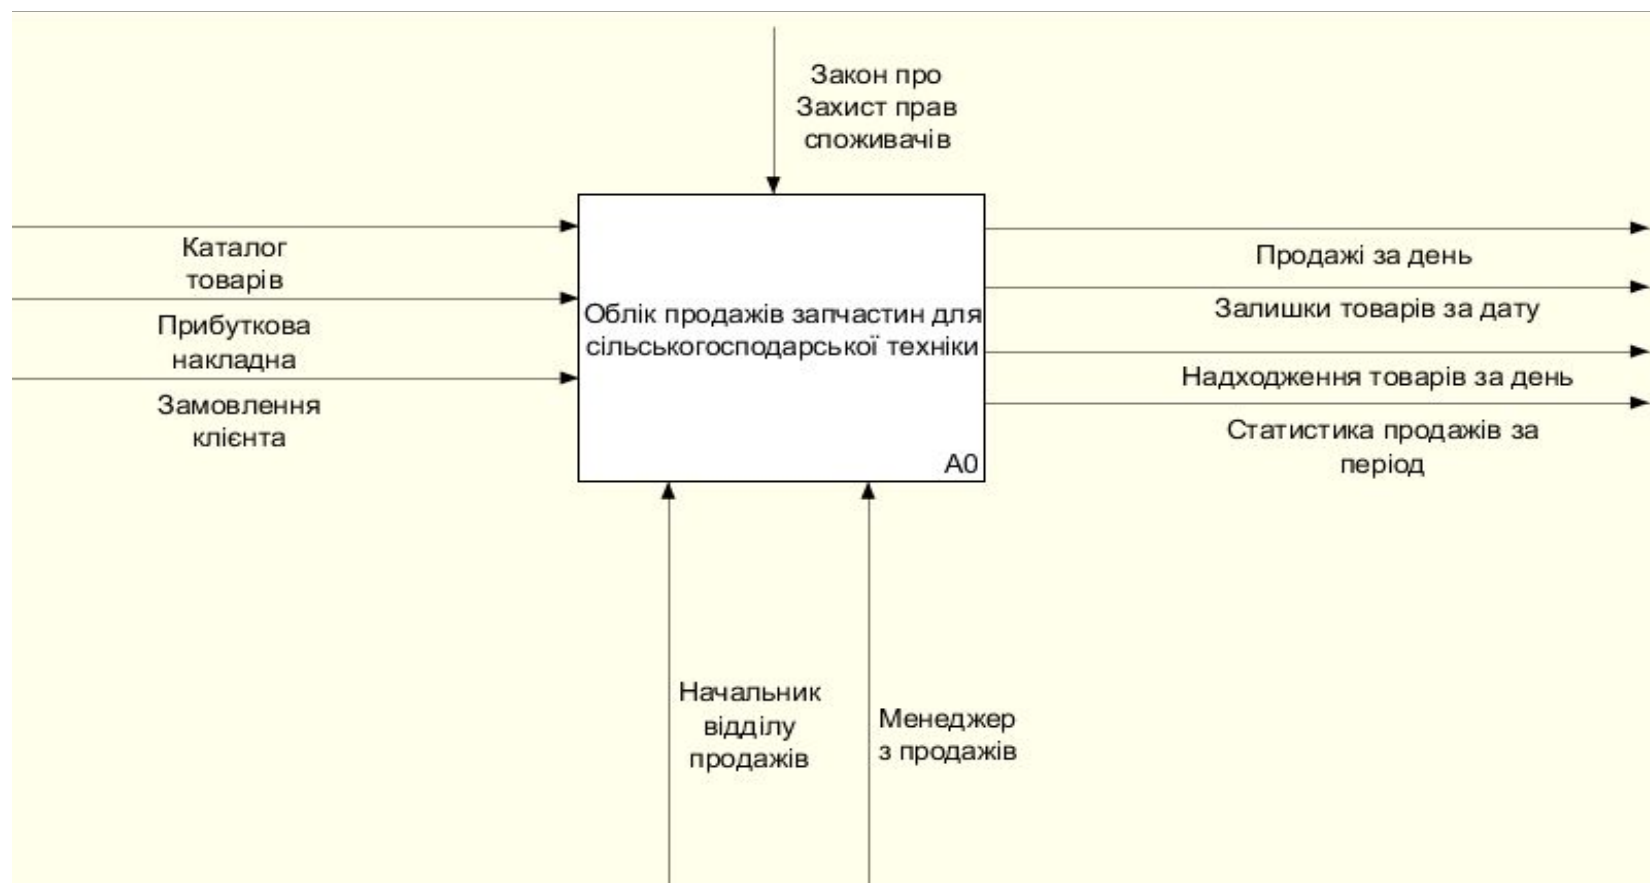 Закон про
Захист прав
споживачів
Каталог
товарів
Прибуткова
накладна
Замовлення
клієнта
Облік продажів запчастин для
сільськогосподарської техніки
A0
Продажі за день
Залишки товарів за дату
Надходження товарів за день
Статистика продажів за
період
Начальник
відділу
продажів
Менеджер
з продажів